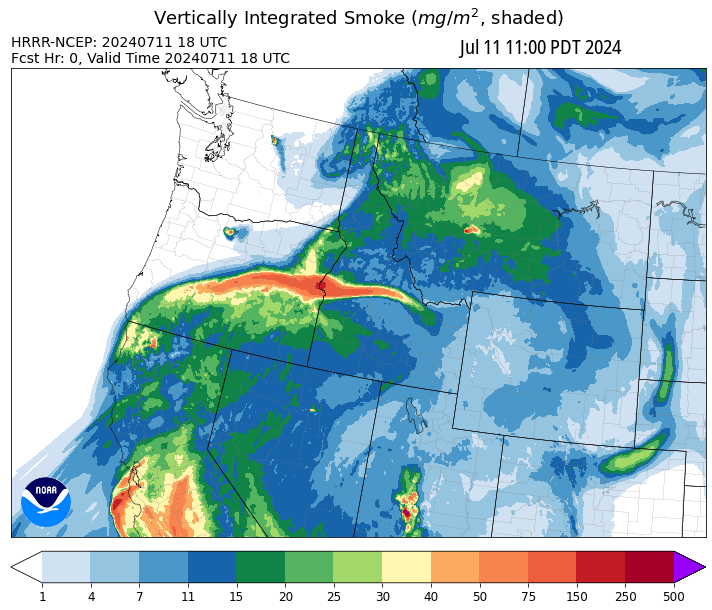 Vertically Integrated Smoke (mg/m², shaded)
HRRR-NCEP: 20240711 18 UTC
Jul 11 11:00 PDT 2024
Fcst Hr: 0, Valid Time 20240711 18 UTC
NOAA
1 4 7 11 15 20 25 30 40 50 75 150 250 500